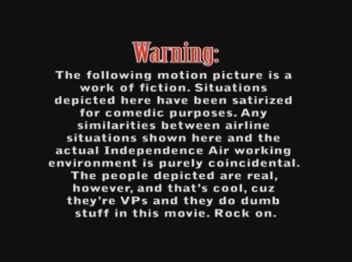 Warning:
The following motion picture is a
work of fiction. Situations
depicted here have been satirized
for comedic purposes. Any
similarities between airline
situations shown here and the
actual Independence Air working
environment is purely coincidental.
The people depicted are real,
however, and that's cool, cuz
they're VPs and they do dumb
stuff in this movie. Rock on.